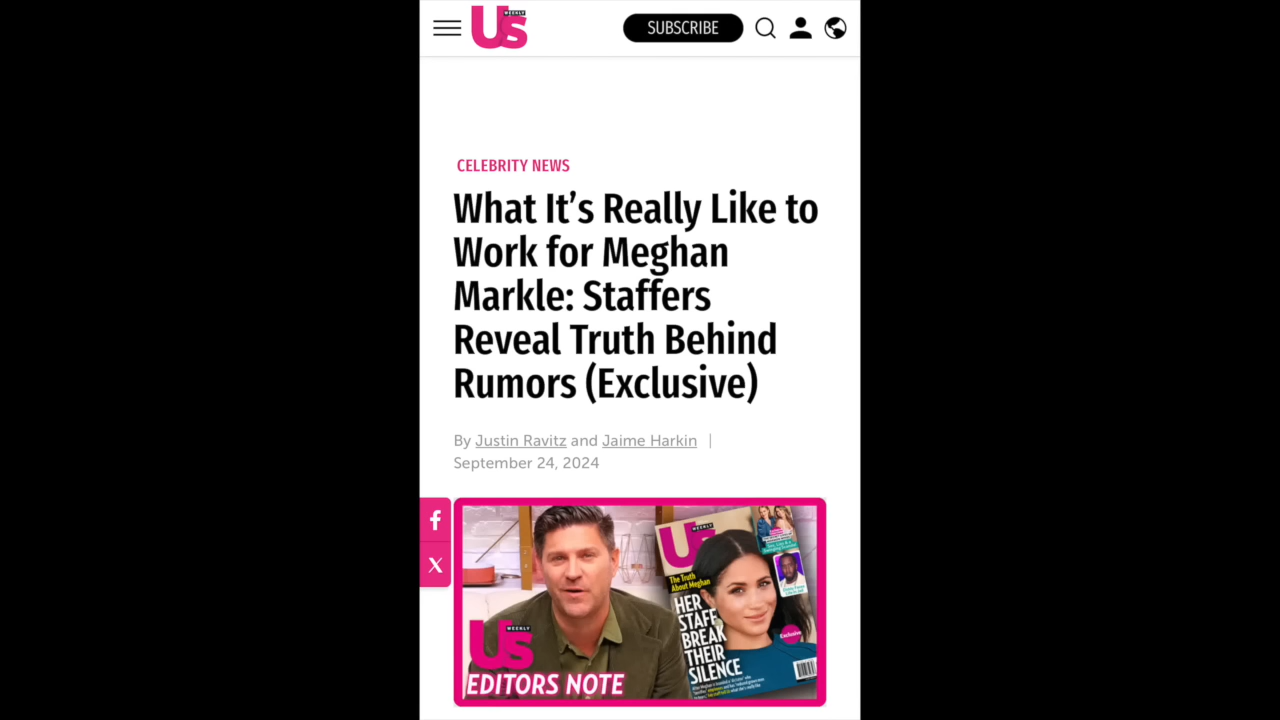 Us
WEEKLY
SUBSCRIBE
CELEBRITY NEWS
What It’s Really Like to
Work for Meghan
Markle: Staffers
Reveal Truth Behind
Rumors (Exclusive)
By Justin Ravitz and Jaime Harkin |
September 24, 2024
f
X
Us
WEEKLY
EDITORS NOTE
Us
WEEKLY
The Truth
About Meghan
HER
STAFF
BREAK
THEIR
SILENCE
Exclusive